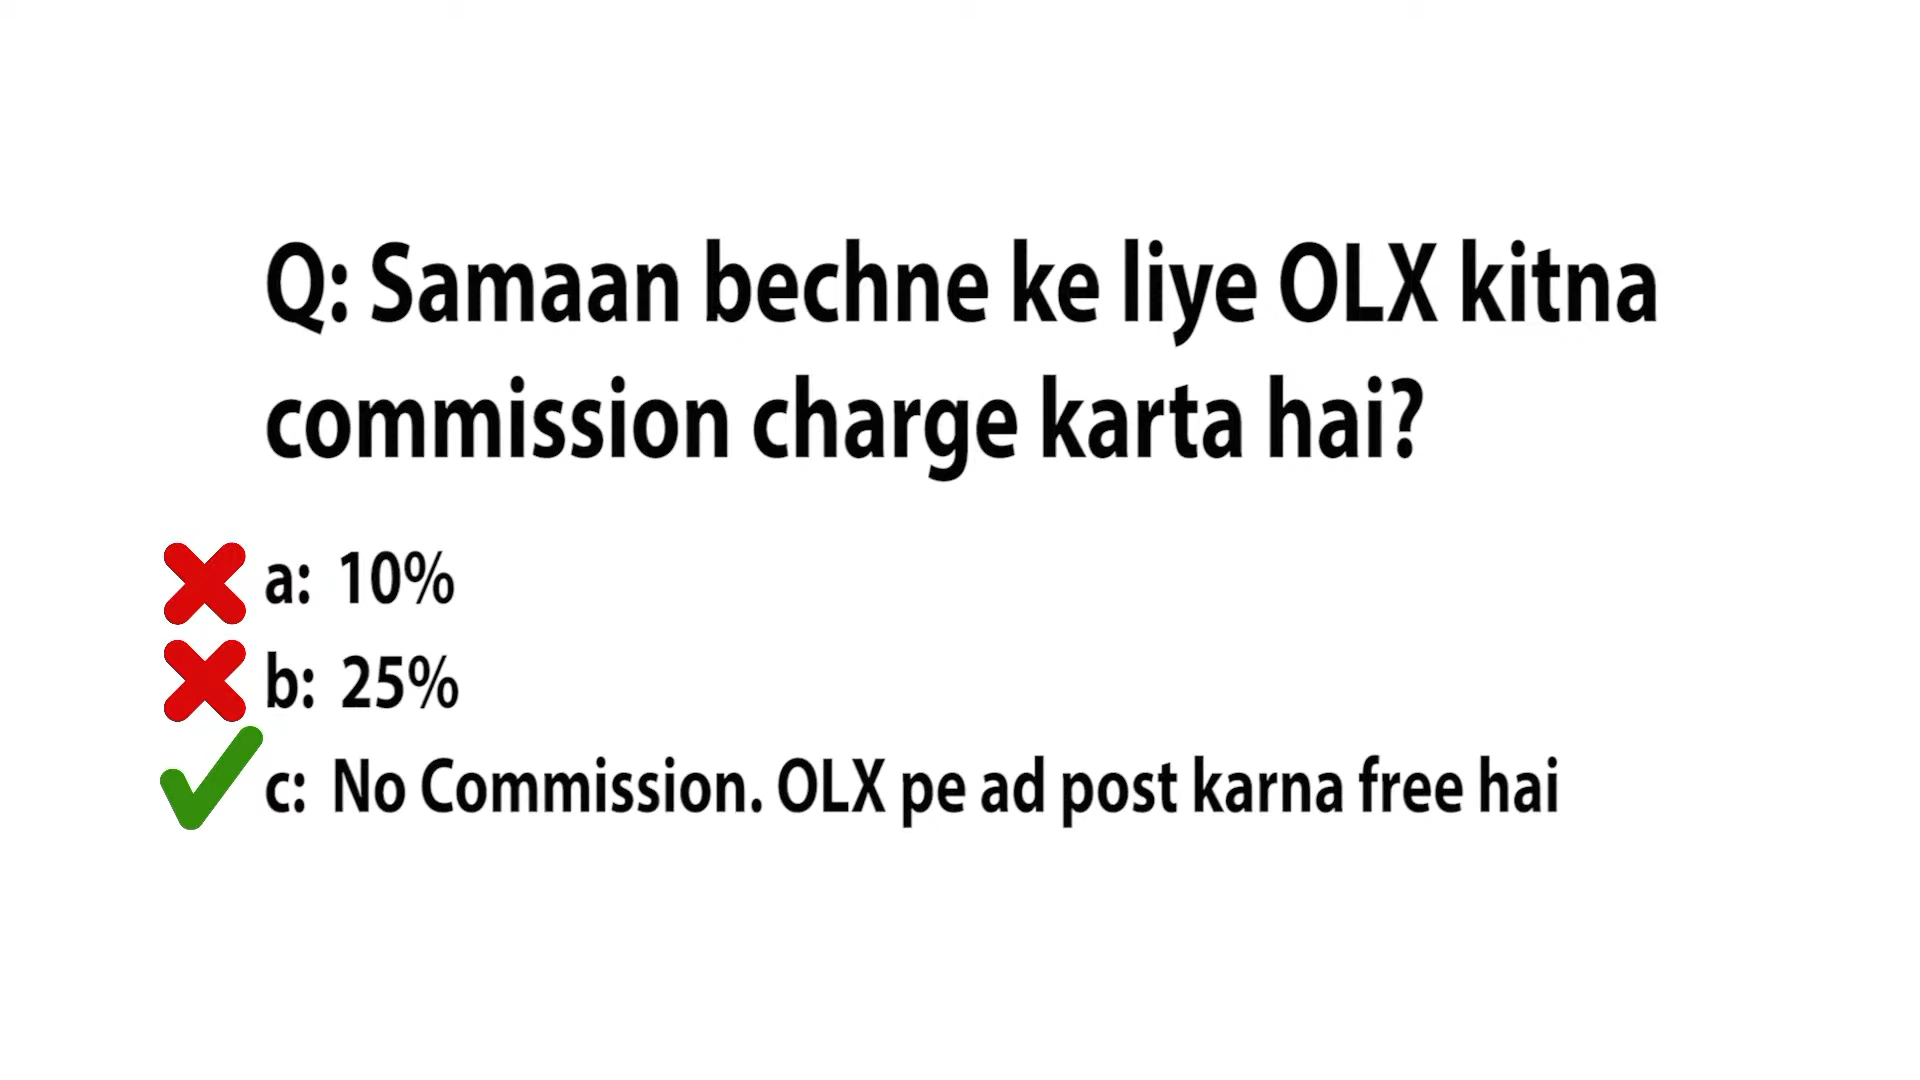 Q: Samaan bechne ke liye OLX kitna
commission charge karta hai?
a: 10%
b: 25%
c: No Commission. OLX pe ad post karna free hai